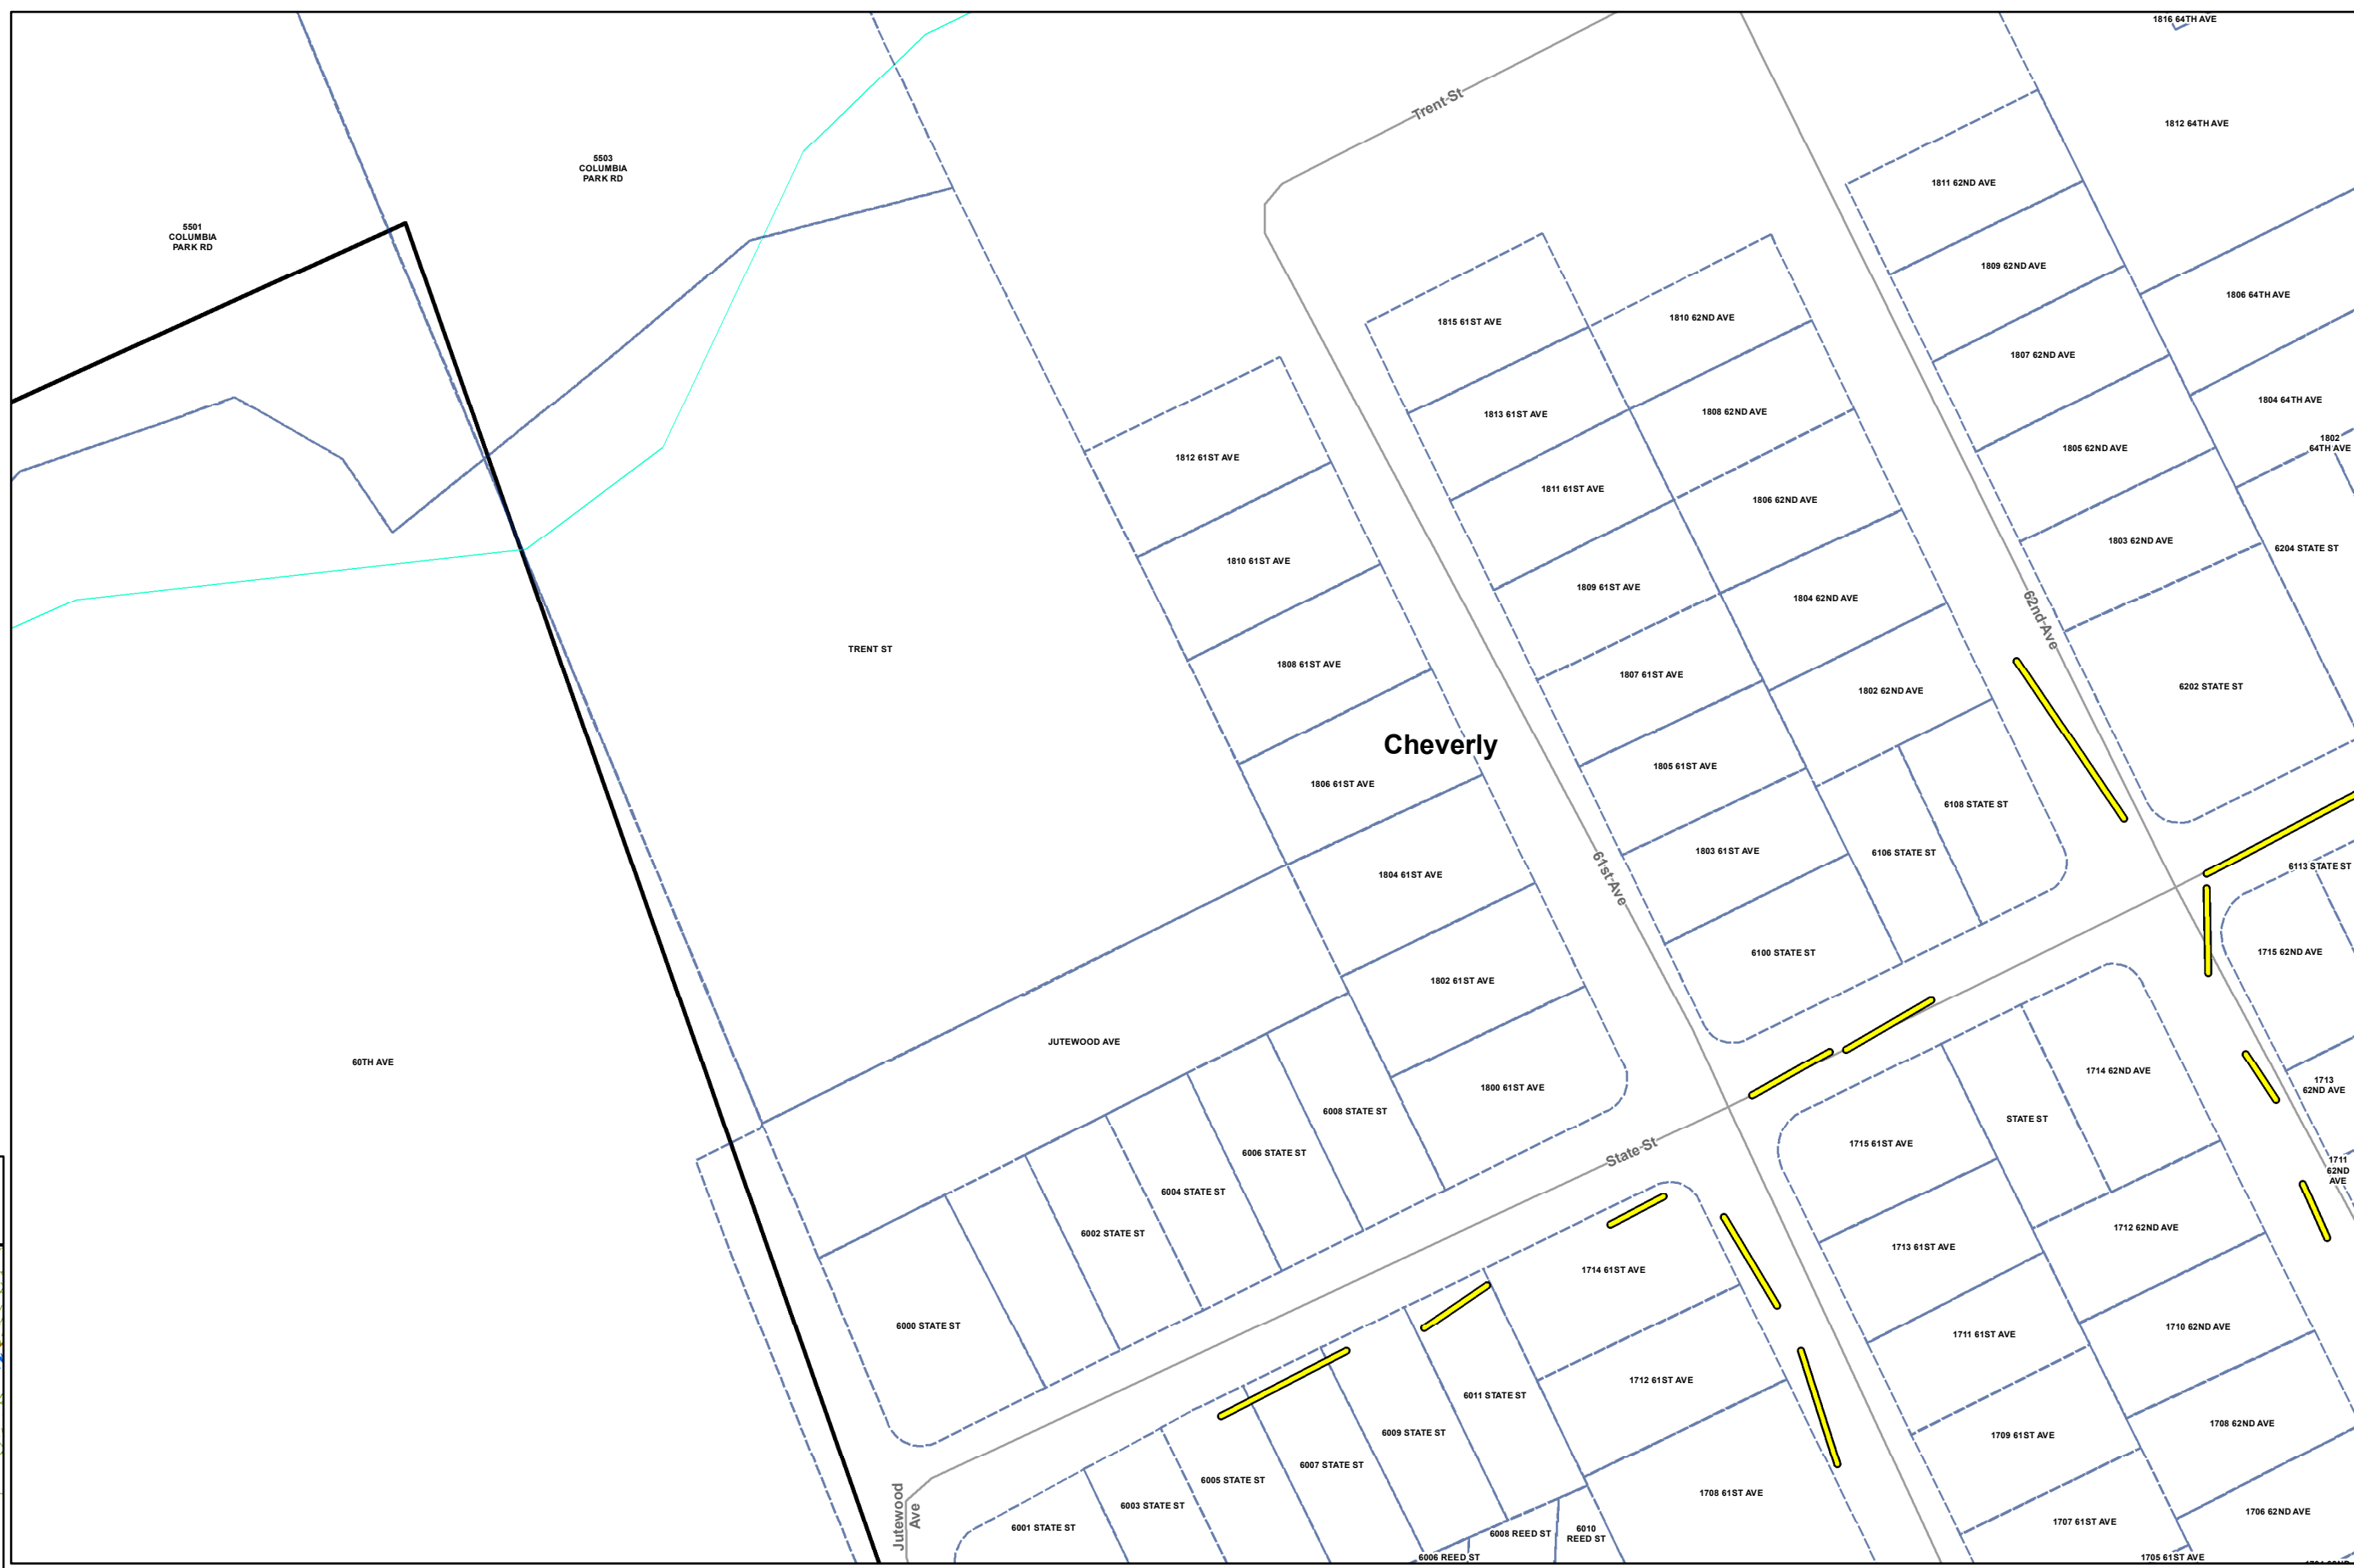 1816 64TH AVE
Trent St
1812 64TH AVE
5503
COLUMBIA
PARK RD
1811 62ND AVE
5501
COLUMBIA
PARK RD
1809 62ND AVE
1806 64TH AVE
1815 61ST AVE
1810 62ND AVE
1807 62ND AVE
1804 64TH AVE
1813 61ST AVE
1808 62ND AVE
1802
64TH AVE
1812 61ST AVE
1805 62ND AVE
1811 61ST AVE
1806 62ND AVE
1803 62ND AVE
6204 STATE ST
1810 61ST AVE
1809 61ST AVE
1804 62ND AVE
62nd Ave
TRENT ST
1808 61ST AVE
1807 61ST AVE
1802 62ND AVE
6202 STATE ST
Cheverly
1805 61ST AVE
1806 61ST AVE
6108 STATE ST
1803 61ST AVE
6106 STATE ST
6113 STATE ST
1804 61ST AVE
61st Ave
6100 STATE ST
1715 62ND AVE
1802 61ST AVE
JUTEWOOD AVE
60TH AVE
1714 62ND AVE
1713
62ND AVE
1800 61ST AVE
6008 STATE ST
STATE ST
1715 61ST AVE
State St
6006 STATE ST
1711
62ND
AVE
6004 STATE ST
6002 STATE ST
1712 62ND AVE
1713 61ST AVE
1714 61ST AVE
6000 STATE ST
1710 62ND AVE
1711 61ST AVE
1712 61ST AVE
6011 STATE ST
1708 62ND AVE
6009 STATE ST
1709 61ST AVE
6007 STATE ST
6005 STATE ST
1708 61ST AVE
6003 STATE ST
1706 62ND AVE
Jutewood
Ave
6001 STATE ST
1707 61ST AVE
6008 REED ST
6010
REED ST
6006 REED ST
1705 61ST AVE